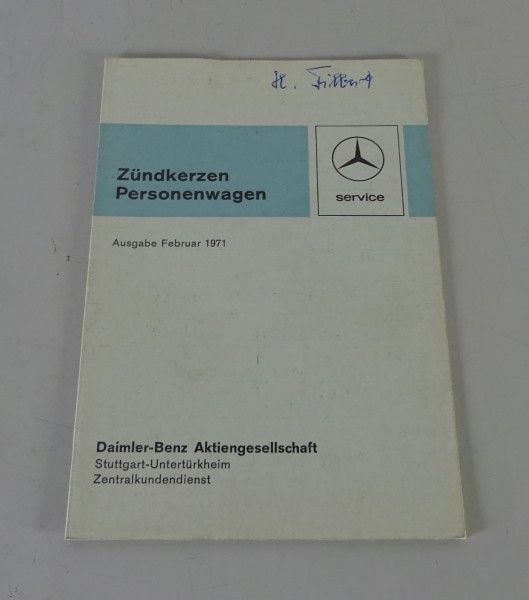 Zündkerzen
Personenwagen
service
Ausgabe Februar 1971
Daimler-Benz Aktiengesellschaft
Stuttgart-Untertürkheim
Zentralkundendienst